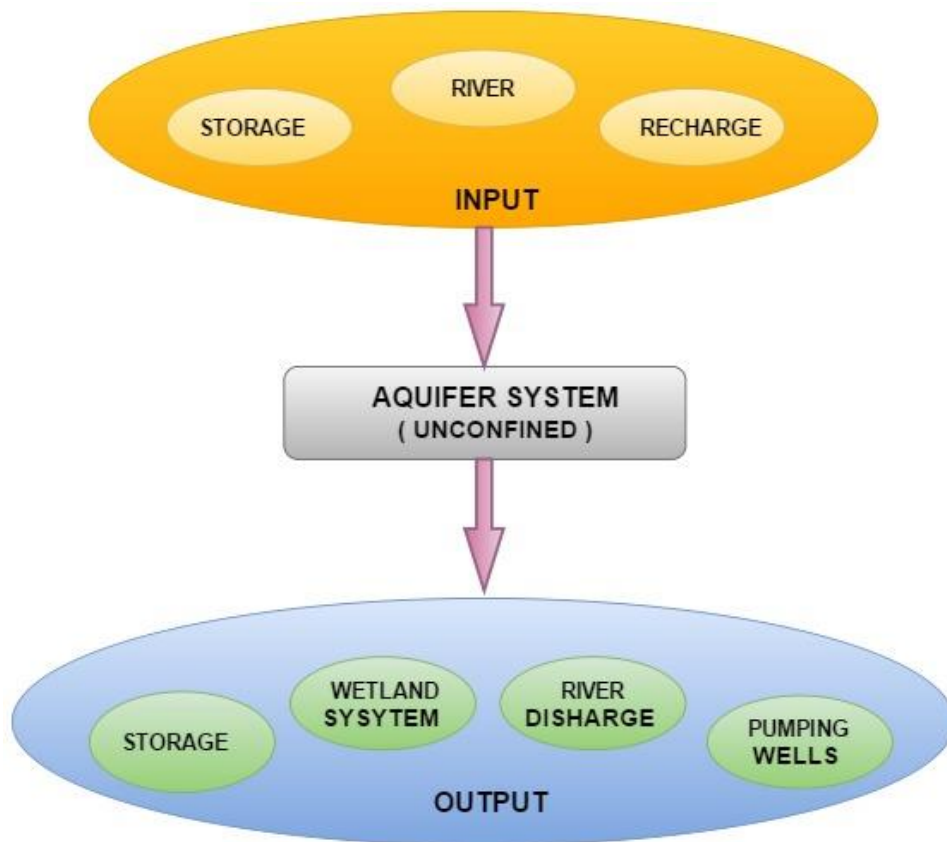 RIVER
STORAGE
RECHARGE
INPUT
AQUIFER SYSTEM
( UNCONFINED )
WETLAND
SYSYTEM
RIVER
DISHARGE
STORAGE
PUMPING
WELLS
OUTPUT